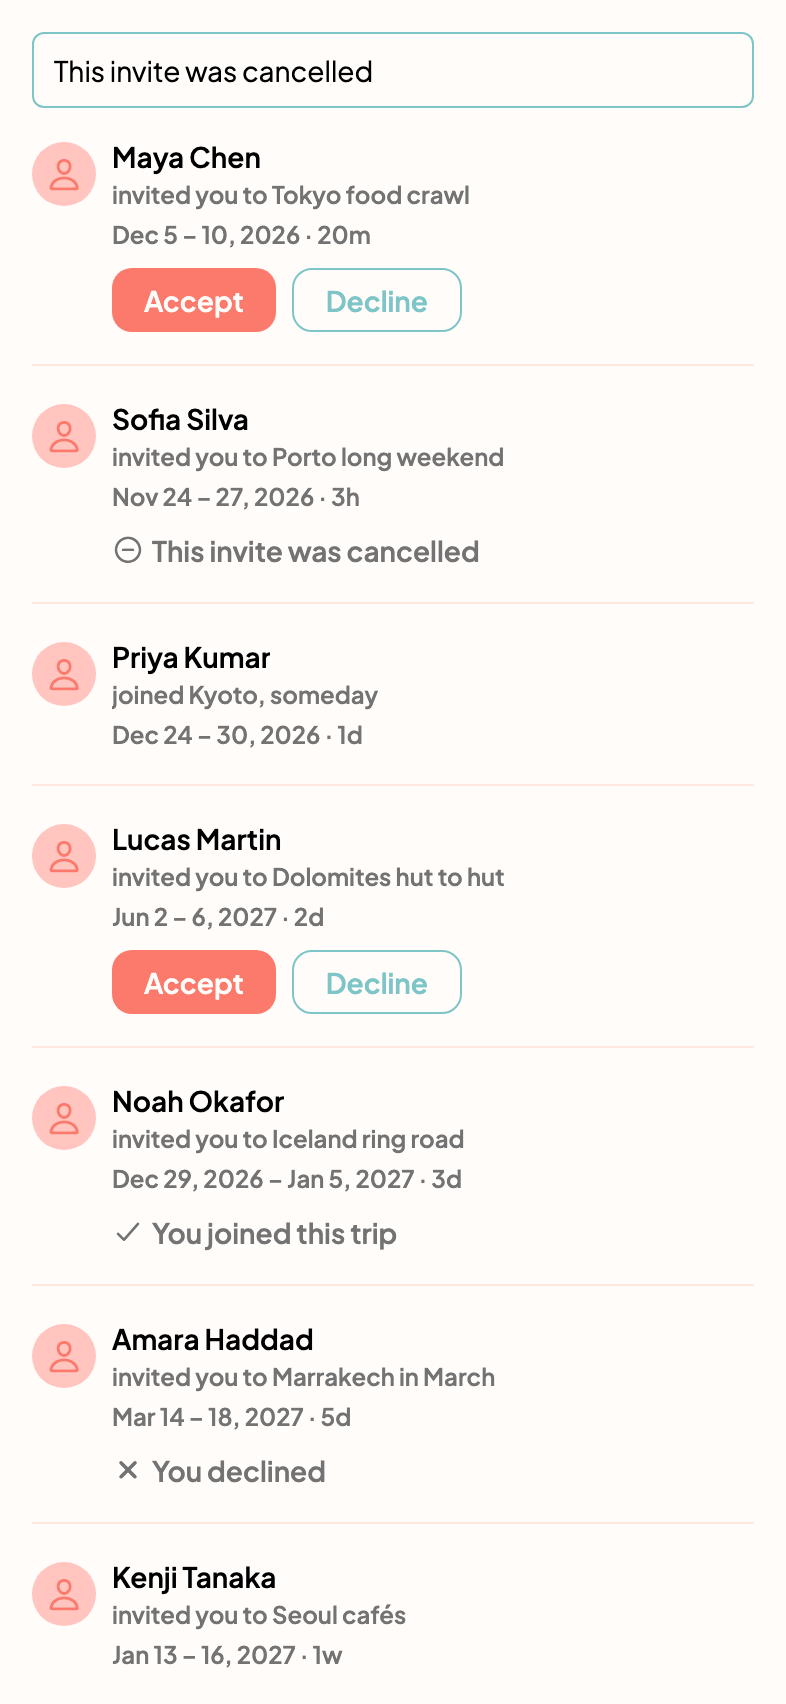 This invite was cancelled
Maya Chen
invited you to Tokyo food crawl
Dec 5 – 10, 2026 · 20m
Accept Decline
Sofia Silva
invited you to Porto long weekend
Nov 24 – 27, 2026 · 3h
This invite was cancelled
Priya Kumar
joined Kyoto, someday
Dec 24 – 30, 2026 · 1d
Lucas Martin
invited you to Dolomites hut to hut
Jun 2 – 6, 2027 · 2d
Accept Decline
Noah Okafor
invited you to Iceland ring road
Dec 29, 2026 – Jan 5, 2027 · 3d
You joined this trip
Amara Haddad
invited you to Marrakech in March
Mar 14 – 18, 2027 · 5d
You declined
Kenji Tanaka
invited you to Seoul cafés
Jan 13 – 16, 2027 · 1w